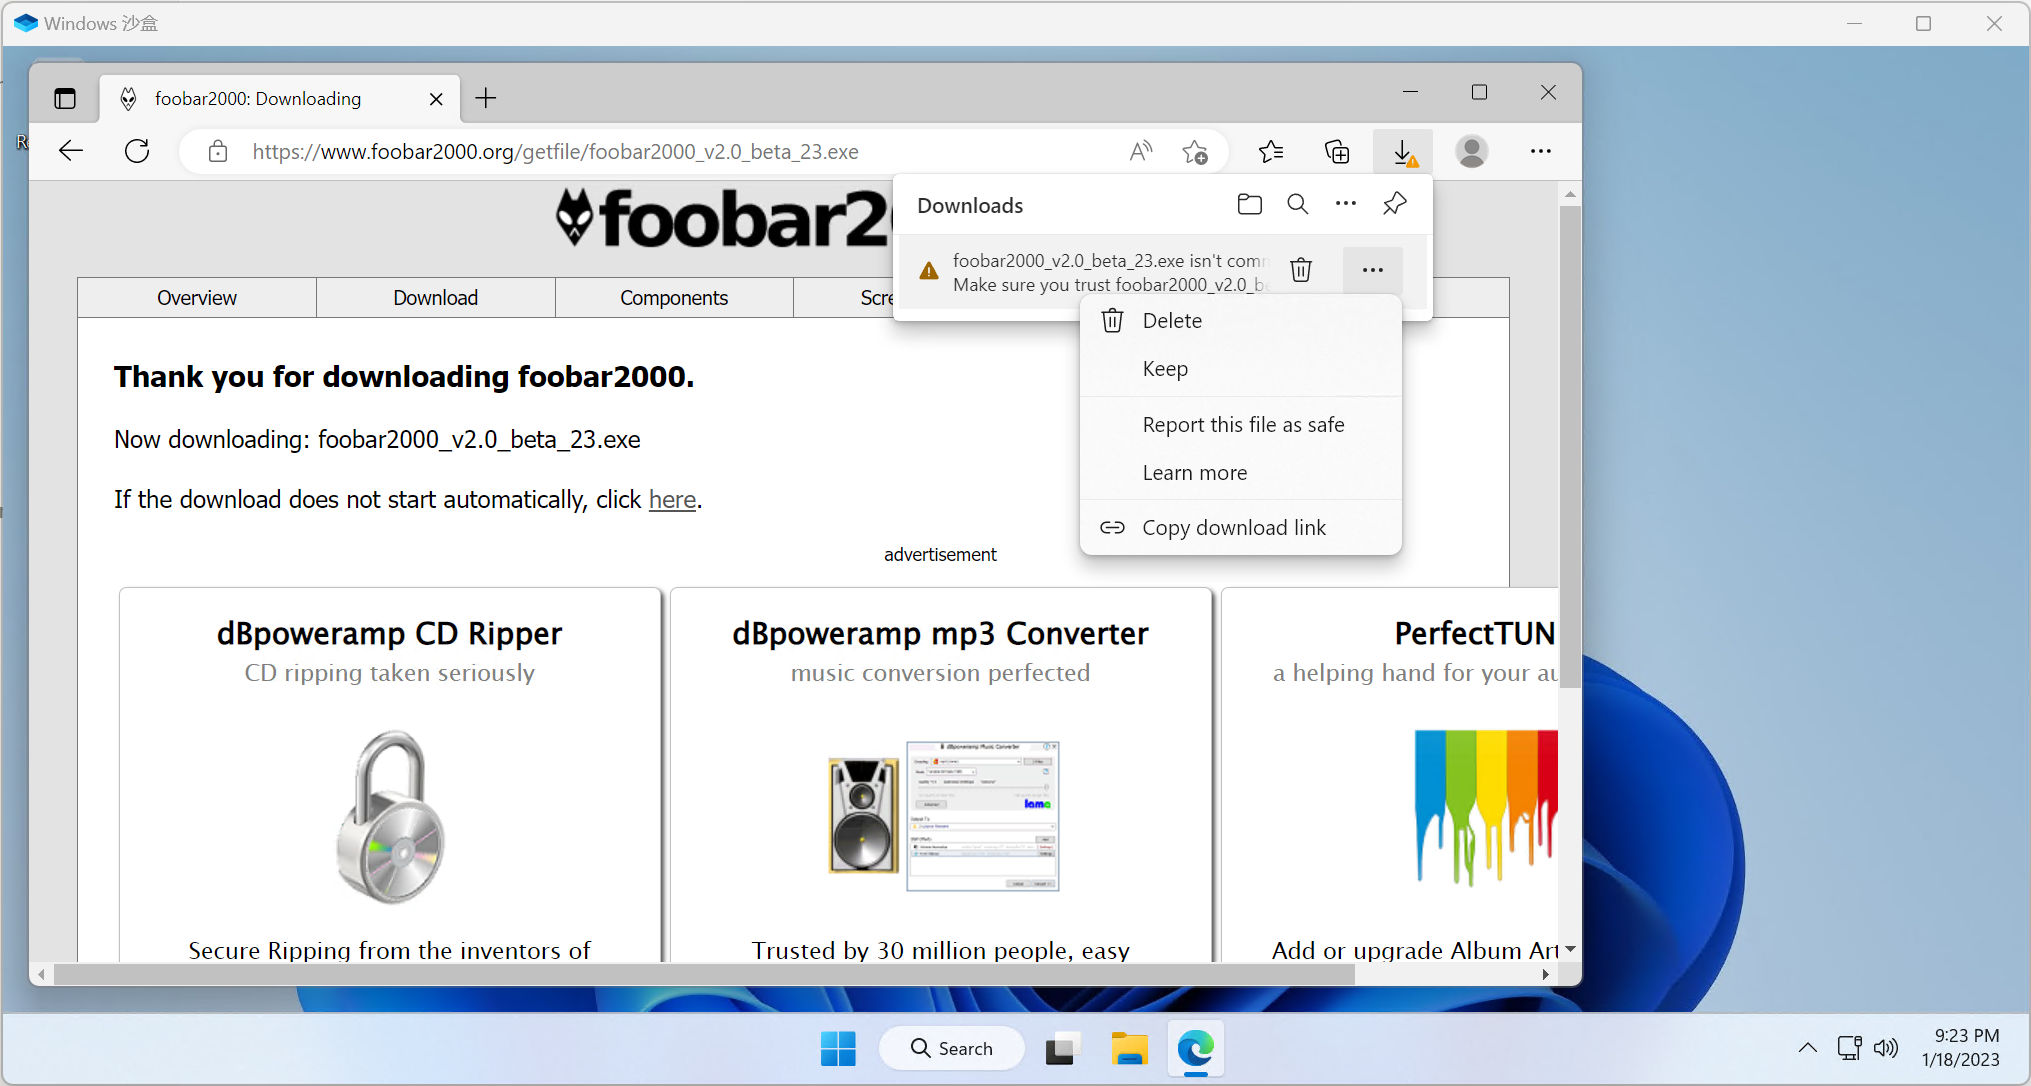 Windows 沙盒
foobar2000: Downloading
https://www.foobar2000.org/getfile/foobar2000_v2.0_beta_23.exe
foobar2
Downloads
foobar2000_v2.0_beta_23.exe isn't comm
Make sure you trust foobar2000_v2.0_be
Overview
Download
Components
Scre
Delete
Keep
Report this file as safe
Learn more
Copy download link
Thank you for downloading foobar2000.
Now downloading: foobar2000_v2.0_beta_23.exe
If the download does not start automatically, click here.
advertisement
dBpoweramp CD Ripper
CD ripping taken seriously
Secure Ripping from the inventors of
dBpoweramp mp3 Converter
music conversion perfected
dBpoweramp Music Converter
lame
Trusted by 30 million people, easy
PerfectTUN
a helping hand for your au
Add or upgrade Album Art
Search
9:23 PM
1/18/2023